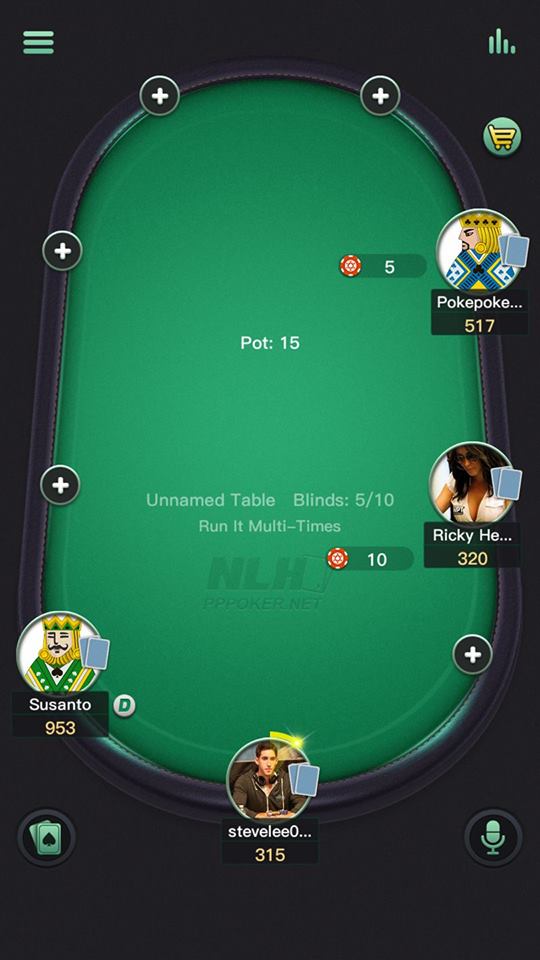 5
Pokepoke...
517
Pot: 15
Unnamed Table Blinds: 5/10
Run It Multi-Times
Ricky He...
320
10
NLH
PPPOKER.NET
Susanto
D
953
stevelee0...
315